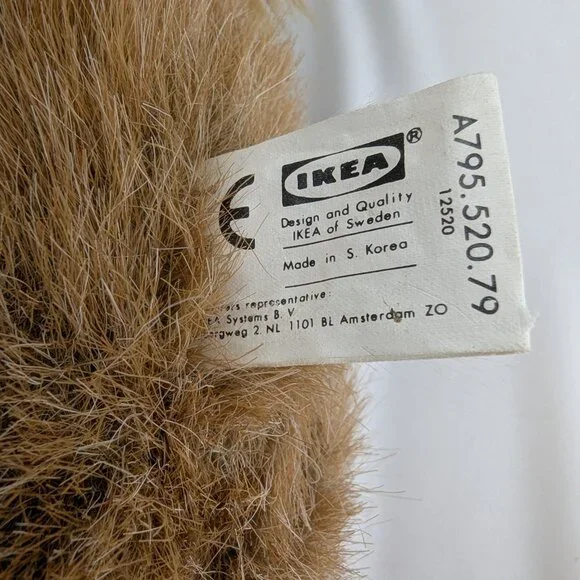 CE
IKEA®
Design and Quality
IKEA of Sweden
Made in S. Korea
representative:
Systems B.V
2 NL 1101 BL Amsterdam ZO
A795.520.79
12520